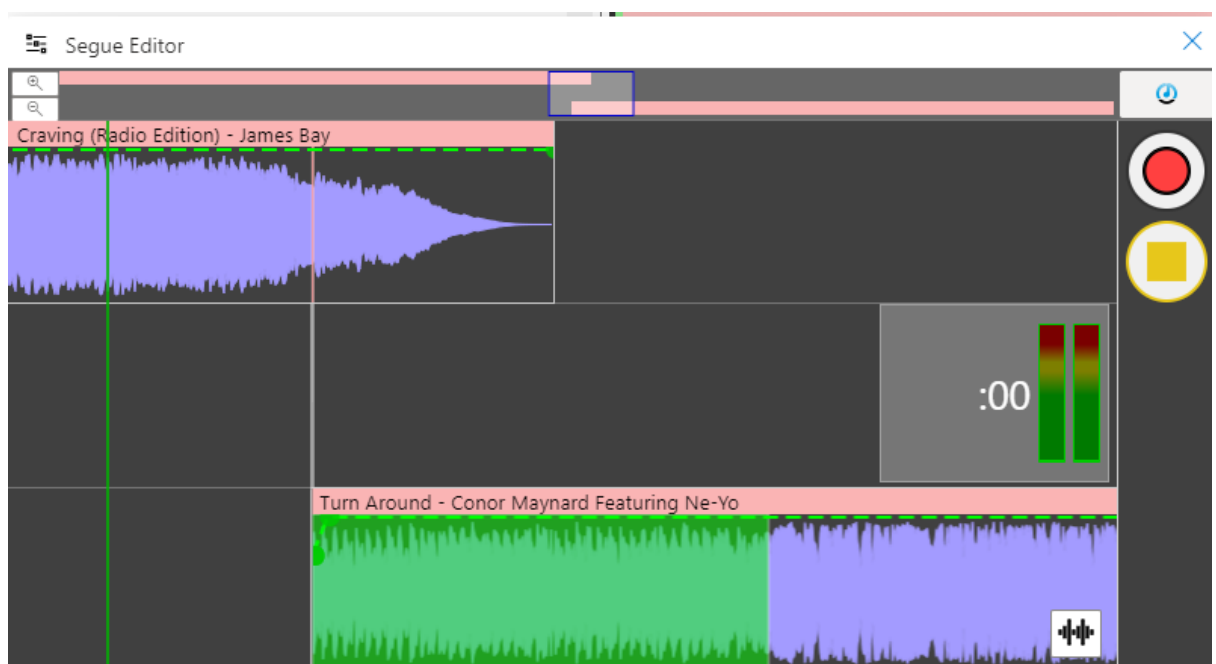 Segue Editor
Craving (Radio Edition) - James Bay
:00
Turn Around - Conor Maynard Featuring Ne-Yo